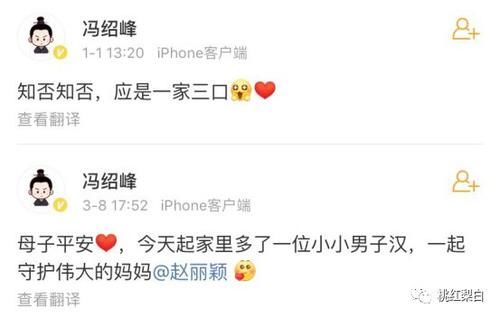 冯绍峰
1-1 13:20 iPhone客户端
知否知否，应是一家三口😱❤
查看翻译
冯绍峰
3-8 17:52 iPhone客户端
母子平安❤，今天起家里多了一位小小男子汉，一起
守护伟大的妈妈@赵丽颖😘
查看翻译
桃红梨白